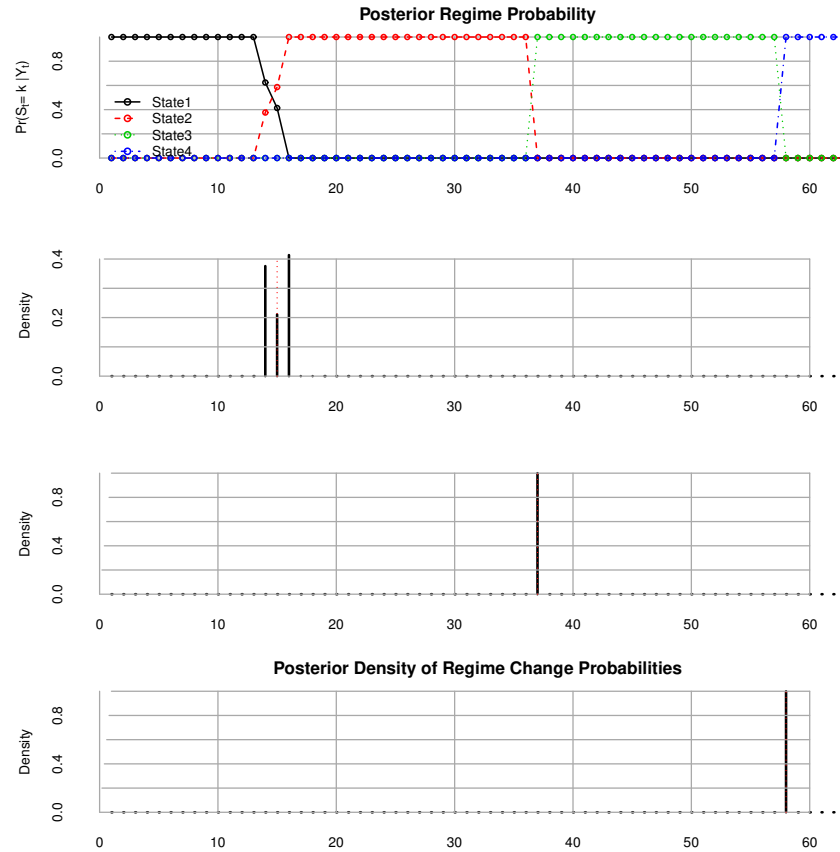 Posterior Regime Probability
Pr(St= k |Yt)
0.0 0.4 0.8
State1
State2
State3
State4
0 10 20 30 40 50 60
Density
0.0 0.2 0.4
0 10 20 30 40 50 60
Density
0.0 0.4 0.8
0 10 20 30 40 50 60
Posterior Density of Regime Change Probabilities
Density
0.0 0.4 0.8
0 10 20 30 40 50 60